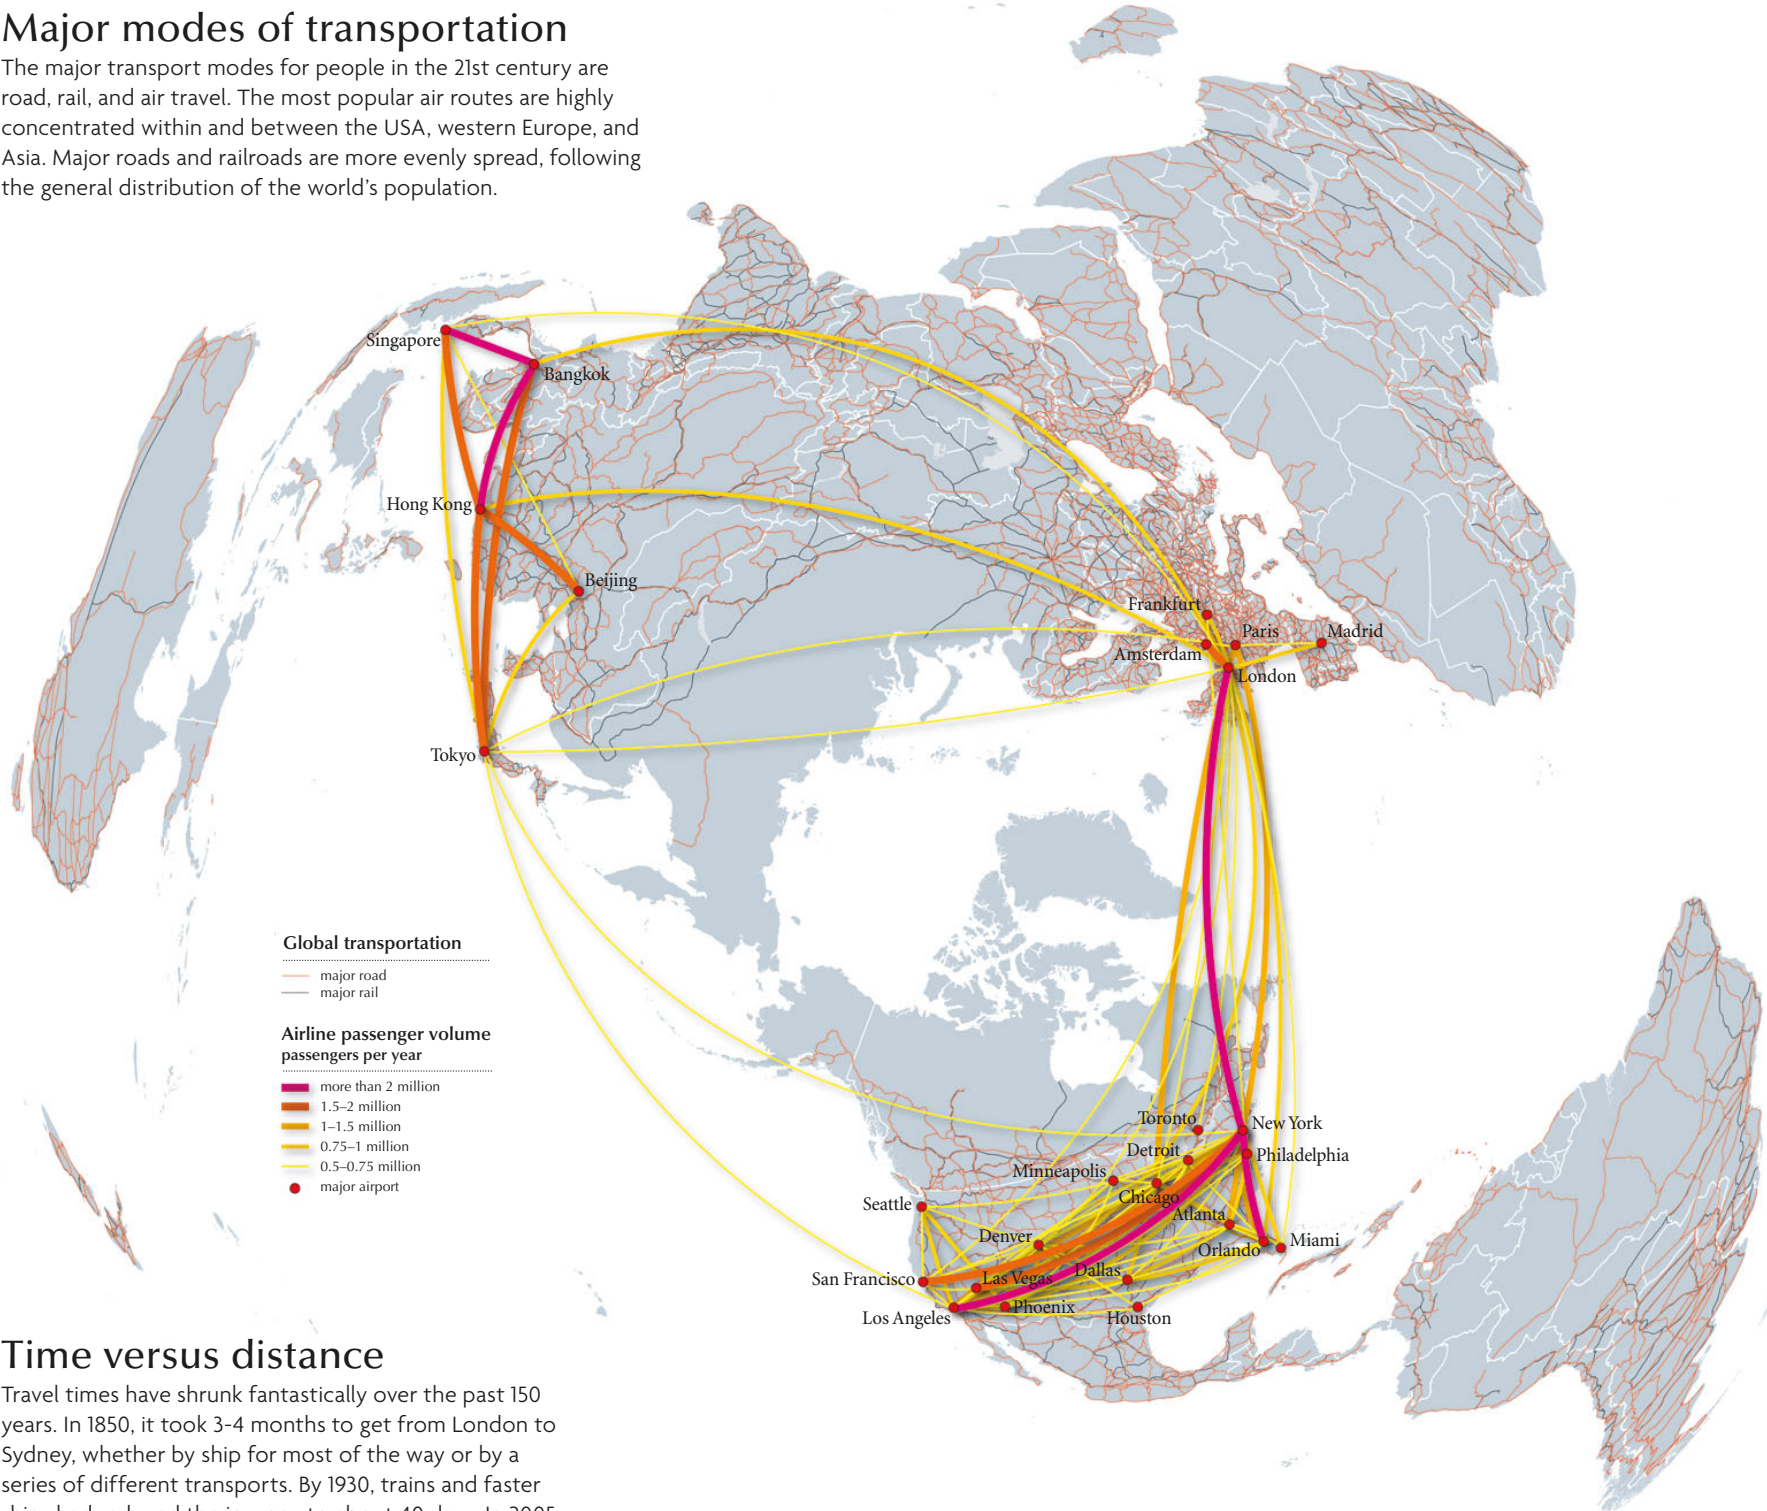 Major modes of transportation
The major transport modes for people in the 21st century are
road, rail, and air travel. The most popular air routes are highly
concentrated within and between the USA, western Europe, and
Asia. Major roads and railroads are more evenly spread, following
the general distribution of the world's population.
Singapore
Bangkok
Hong Kong
Beijing
Frankfurt
Paris
Madrid
Amsterdam
London
Tokyo
Global transportation
major road
major rail
Airline passenger volume
passengers per year
more than 2 million
1.5–2 million
1–1.5 million
0.75–1 million
0.5–0.75 million
major airport
Toronto
New York
Detroit
Philadelphia
Minneapolis
Chicago
Seattle
Atlanta
Denver
Orlando
Miami
San Francisco
Las Vegas
Dallas
Los Angeles
Phoenix
Houston
Time versus distance
Travel times have shrunk fantastically over the past 150
years. In 1850, it took 3-4 months to get from London to
Sydney, whether by ship for most of the way or by a
series of different transports. By 1930, trains and faster